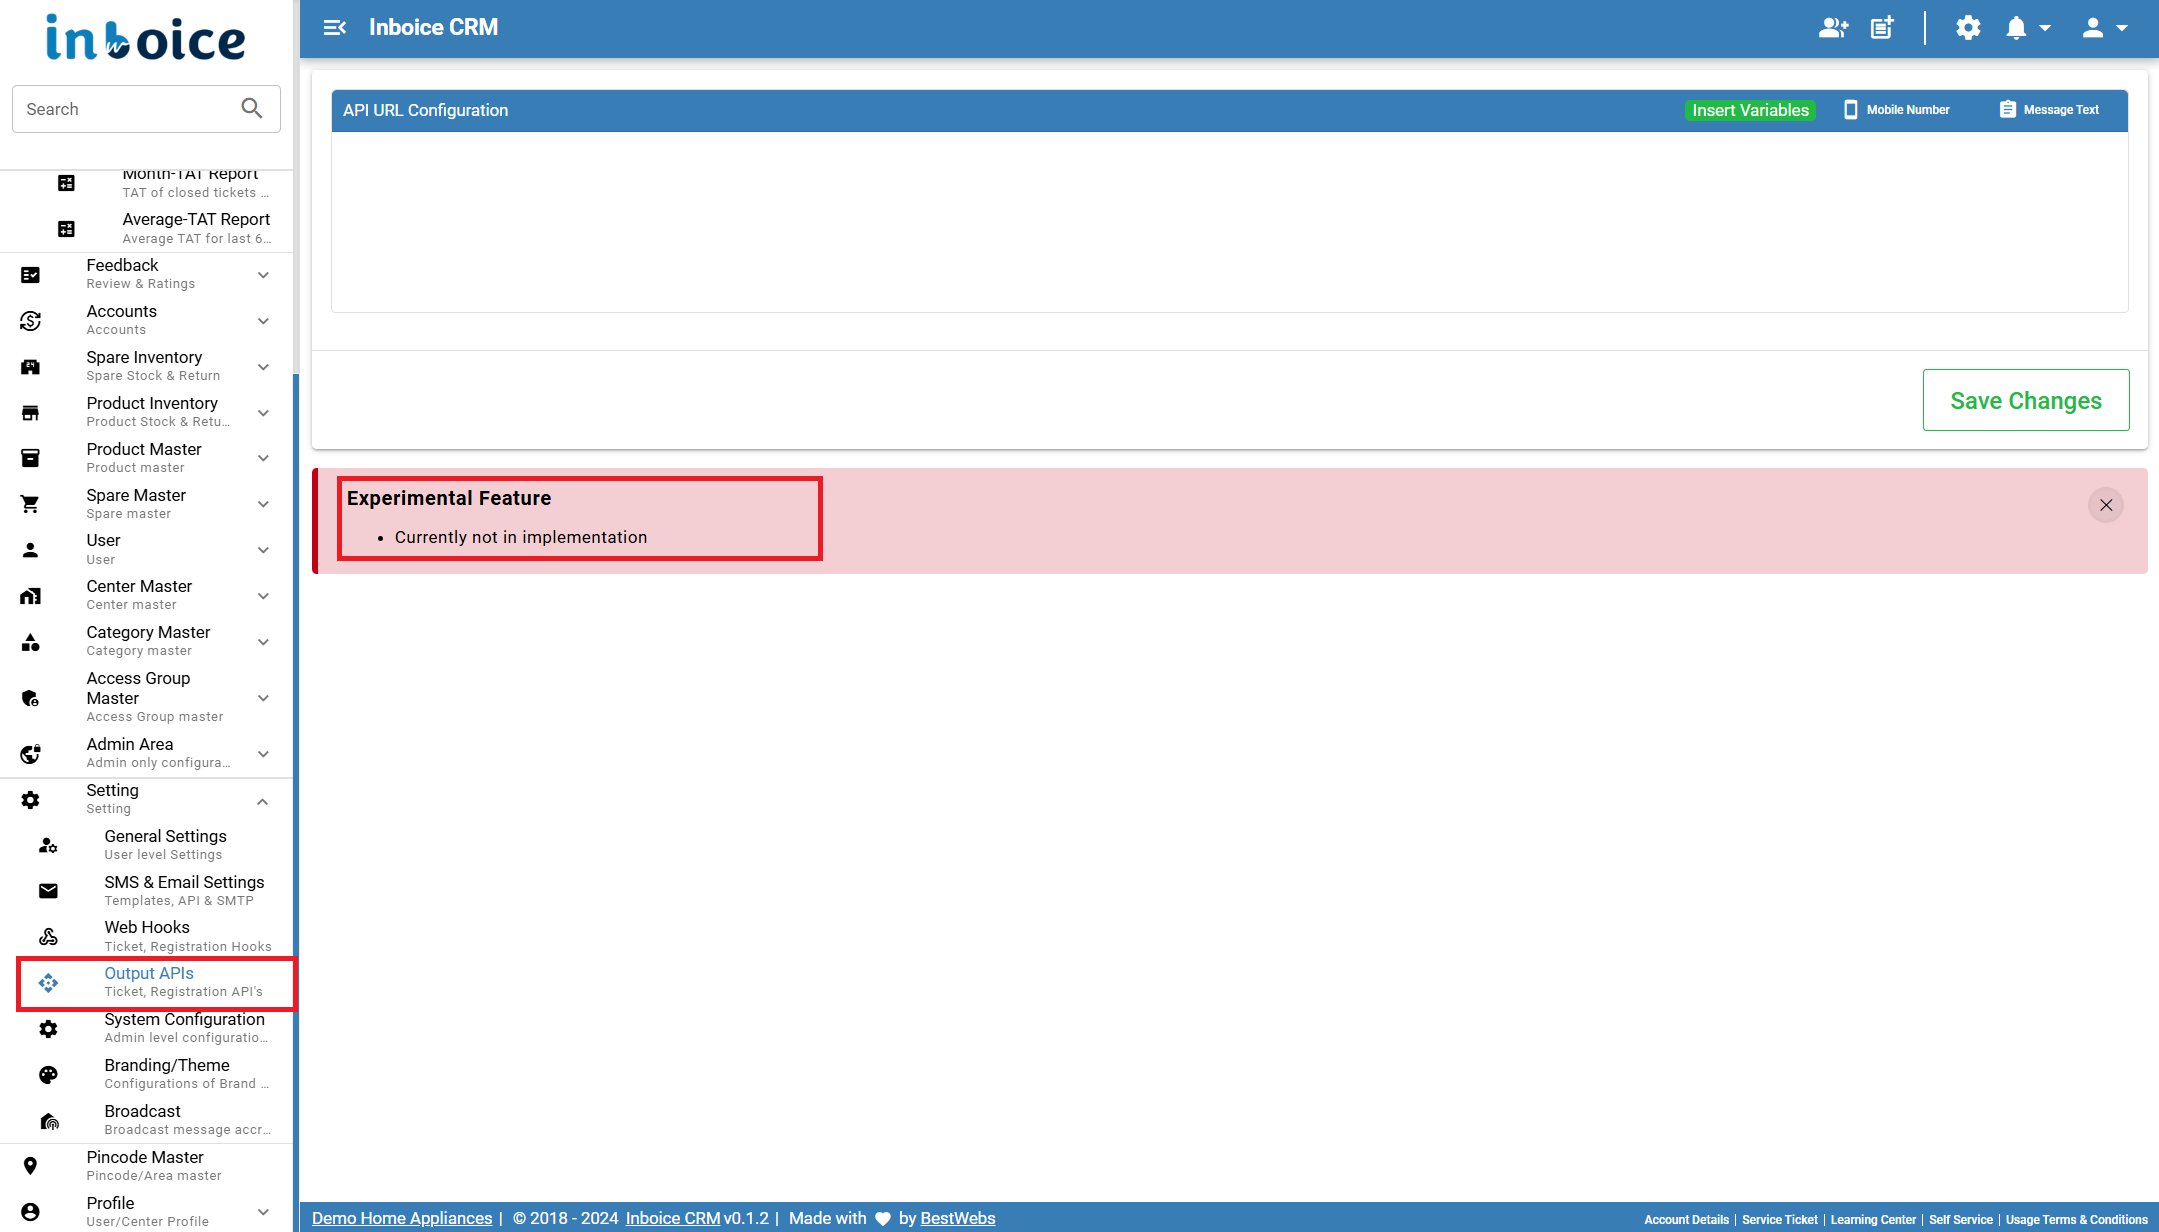 inboice
Inboice CRM
Search
Month-TAT Report
TAT of closed tickets ...
Average-TAT Report
Average TAT for last 6...
Feedback
Review & Ratings
Accounts
Accounts
Spare Inventory
Spare Stock & Return
Product Inventory
Product Stock & Retu...
Product Master
Product master
Spare Master
Spare master
User
User
Center Master
Center master
Category Master
Category master
Access Group
Master
Access Group master
Admin Area
Admin only configura...
Setting
Setting
General Settings
User level Settings
SMS & Email Settings
Templates, API & SMTP
Web Hooks
Ticket, Registration Hooks
Output APIs
Ticket, Registration API's
System Configuration
Admin level configuratio...
Branding/Theme
Configurations of Brand ...
Broadcast
Broadcast message accr...
Pincode Master
Pincode/Area master
Profile
User/Center Profile
API URL Configuration
Insert Variables
Mobile Number
Message Text
Save Changes
Experimental Feature
• Currently not in implementation
Demo Home Appliances | © 2018 - 2024 Inboice CRM v0.1.2 | Made with ♥ by BestWebs
Account Details | Service Ticket | Learning Center | Self Service | Usage Terms & Conditions